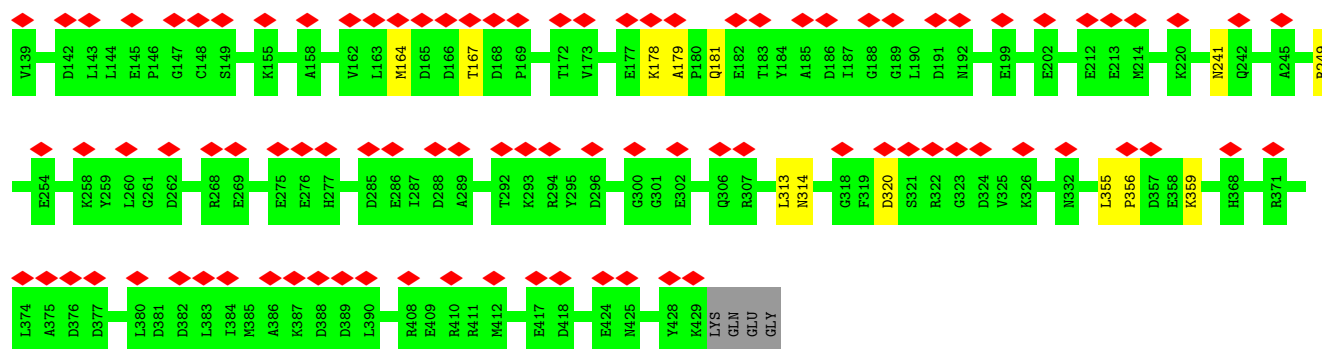 V139 D142 L143 L144 E145 P146 G147 C148 S149 K155 A158 V162 L163 M164 D165 D166 T167 D168 P169 T172 V173 E177 K178 A179 P180 Q181 E182 T183 Y184 A185 D186 I187 G188 G189 L190 D191 N192 E199 E202 E212 E213 M214 K220 N241 Q242 A245
E254 K258 Y259 L260 G261 D262 R268 E269 E275 E276 H277 D285 E286 I287 D288 A289 T292 K293 R294 Y295 D296 G300 G301 E302 Q306 R307 L313 N314 G318 F319 D320 S321 R322 G323 D324 V325 K326 N332 L355 P356 D357 E358 K359 H368 R371
L374 A375 D376 D377 L380 D381 D382 L383 I384 M385 A386 K387 D388 D389 L390 R408 E409 R410 R411 M412 E417 D418 E424 N425 Y428 K429 LYS GLN GLU GLY